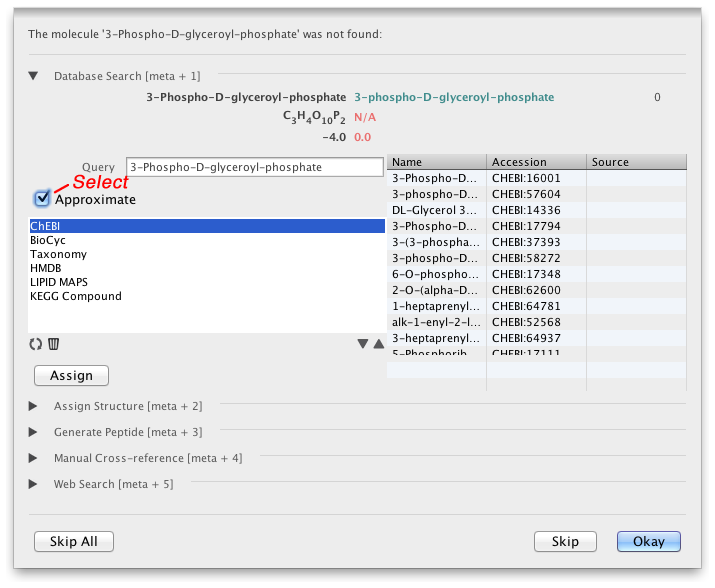 The molecule '3-Phospho-D-glyceroyl-phosphate' was not found:
Database Search [meta + 1]
3-Phospho-D-glyceroyl-phosphate 3-phospho-D-glyceroyl-phosphate 0
C3H4O10P2 N/A
-4.0 0.0
Query 3-Phospho-D-glyceroyl-phosphate
Select
Approximate
ChEBI
BioCyc
Taxonomy
HMDB
LIPID MAPS
KEGG Compound
Name Accession Source
3-Phospho-D... CHEBI:16001
3-phospho-D... CHEBI:57604
DL-Glycerol 3... CHEBI:14336
3-Phospho-D... CHEBI:17794
3-(3-phospha... CHEBI:37393
3-phospho-D... CHEBI:58272
6-O-phospho... CHEBI:17348
2-O-(alpha-D... CHEBI:62600
1-heptaprenyl... CHEBI:64781
alk-1-enyl-2-l... CHEBI:52568
3-heptaprenyl... CHEBI:64937
5-Phosphorib... CHEBI:17111
Assign
Assign Structure [meta + 2]
Generate Peptide [meta + 3]
Manual Cross-reference [meta + 4]
Web Search [meta + 5]
Skip All Skip Okay